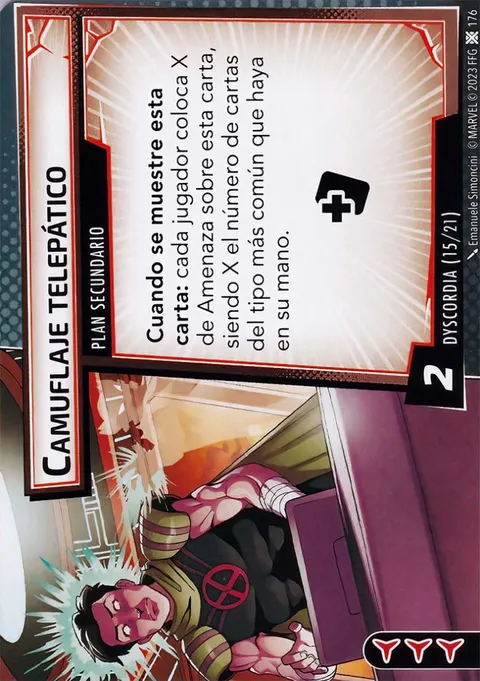 CAMUFLAJE TELEPÁTICO
PLAN SECUNDARIO
Cuando se muestre esta
carta: cada jugador coloca X
de Amenaza sobre esta carta,
siendo X el número de cartas
del tipo más común que haya
en su mano.
2
DYSCORDIA (15/21)
Emanuele Simoncini © MARVEL © 2023 FFG 176